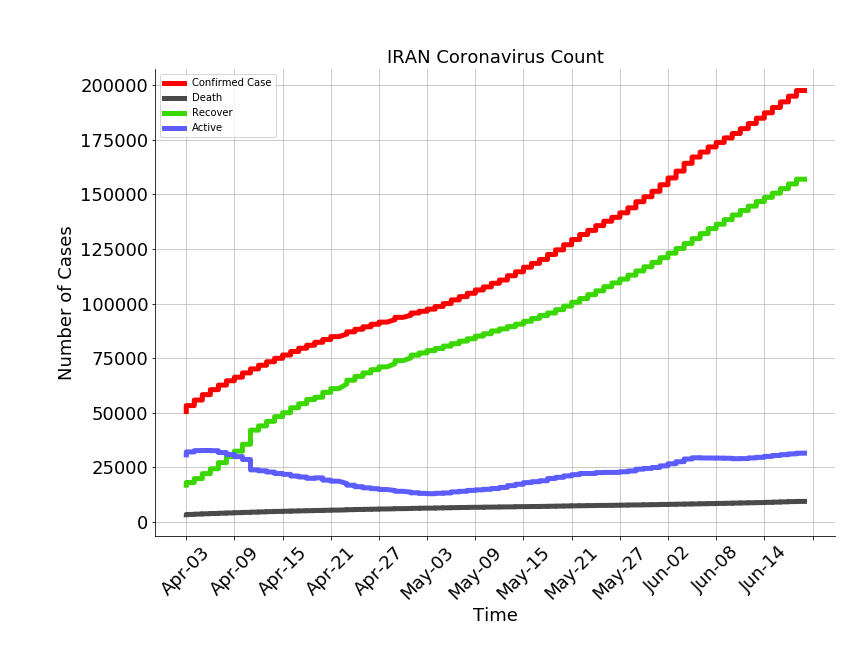 IRAN Coronavirus Count
Confirmed Case
Death
Recover
Active
Number of Cases
200000
175000
150000
125000
100000
75000
50000
25000
0
Apr-03
Apr-09
Apr-15
Apr-21
Apr-27
May-03
May-09
May-15
May-21
May-27
Jun-02
Jun-08
Jun-14
Time